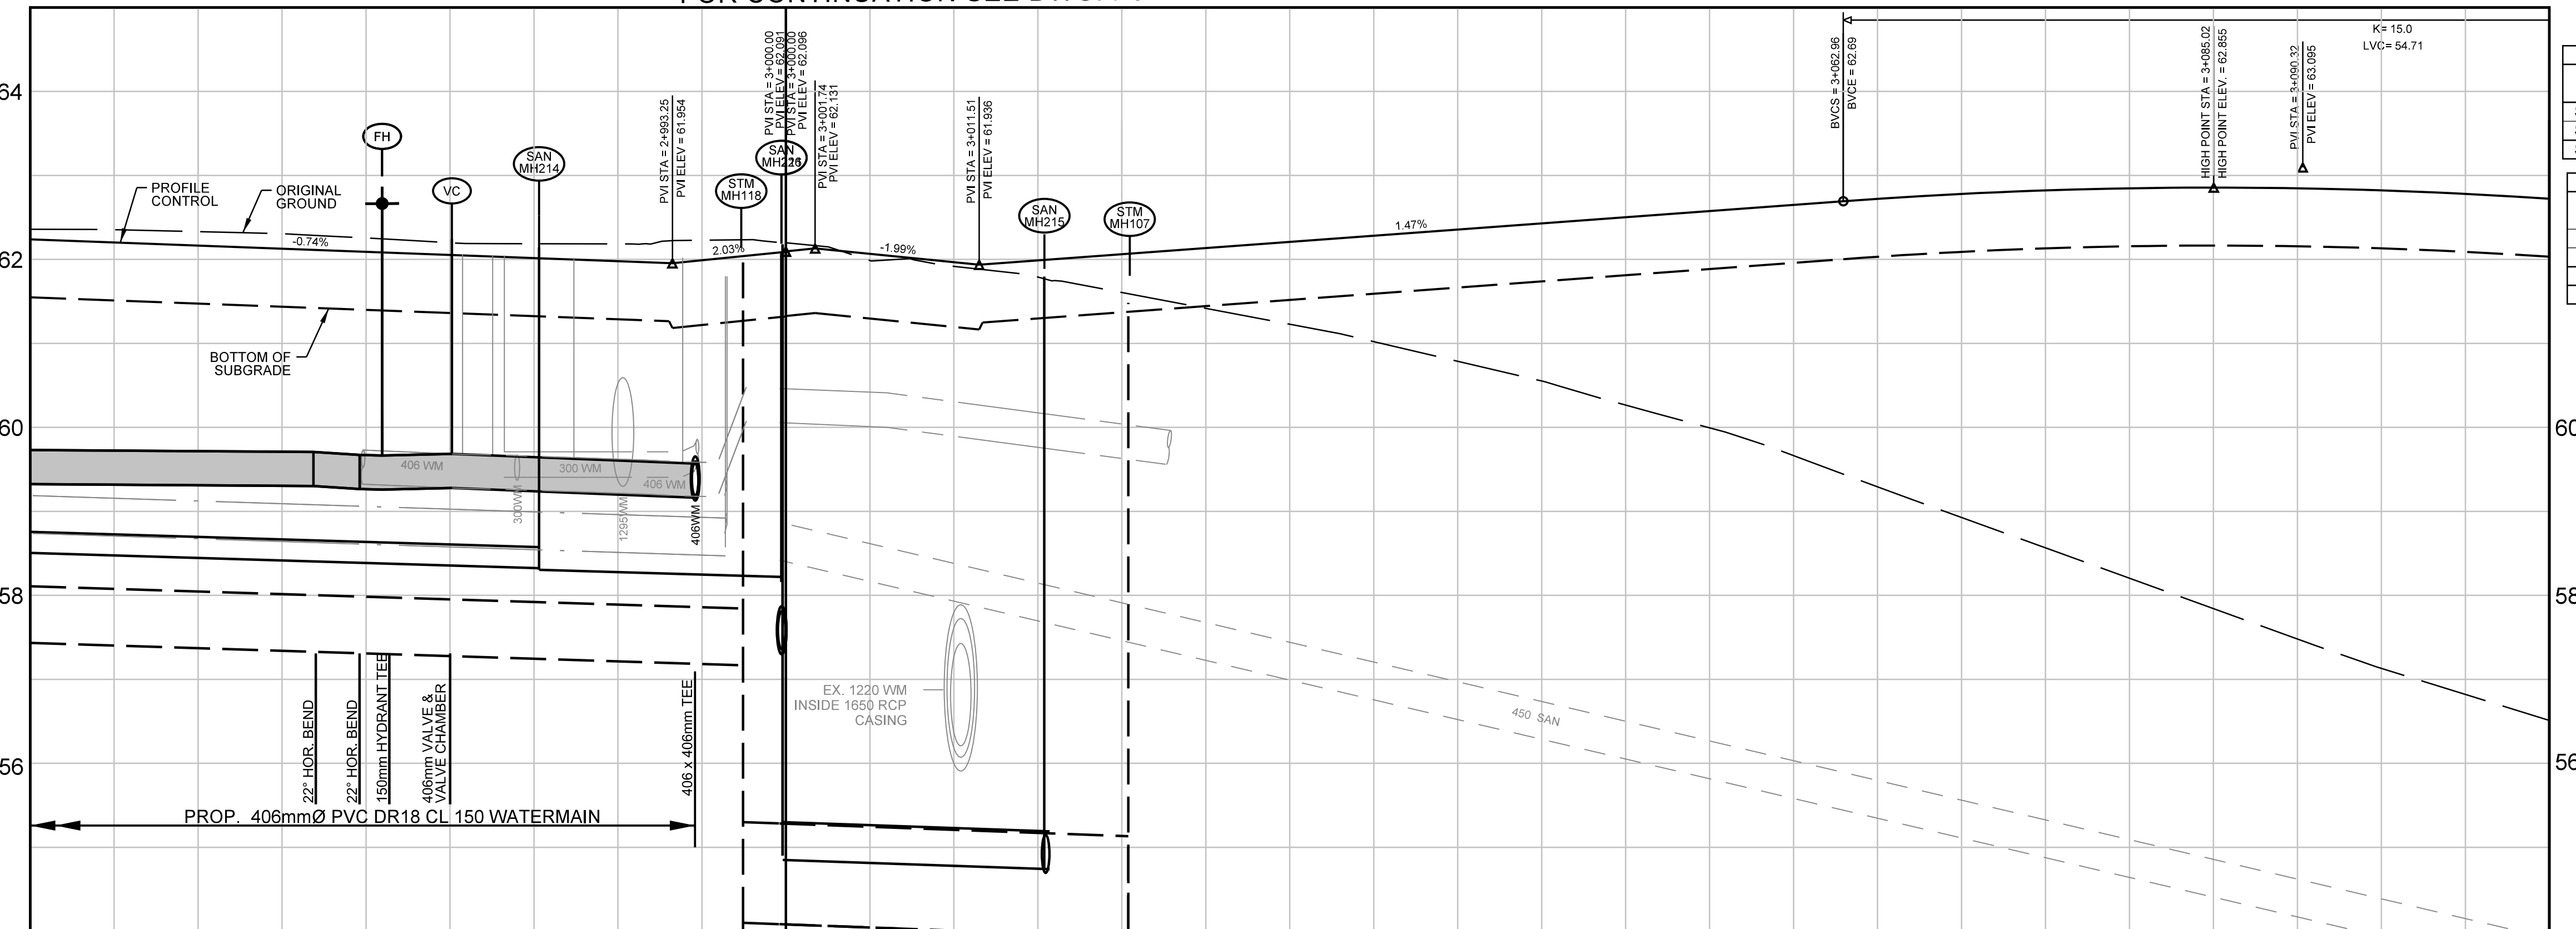 K= 15.0
LVC= 54.71
PVI STA = 2+993.25
PVI ELEV = 61.954
PVI STA = 3+000.00
PVI ELEV = 62.091
PVI STA = 3+000.00
PVI ELEV = 62.096
PVI STA = 3+001.74
PVI ELEV = 62.131
PVI STA = 3+011.51
PVI ELEV = 61.936
BVCS = 3+062.96
BVCE = 62.69
HIGH POINT STA = 3+085.02
HIGH POINT ELEV. = 62.855
PVI STA = 3+090.32
PVI ELEV = 63.095
64
FH
SAN
MH214
VC
STM
MH118
SAN
SAN
MH215
STM
MH107
PROFILE
CONTROL
ORIGINAL
GROUND
-0.74%
2.03%
-1.99%
1.47%
62
BOTTOM OF
SUBGRADE
60
60
406 WM
300 WM
406 WM
300WM
1295WM
406WM
58
58
EX. 1220 WM
INSIDE 1650 RCP
CASING
450 SAN
22° HOR. BEND
22° HOR. BEND
150mm HYDRANT TEE
406mm VALVE &
VALVE CHAMBER
406 x 406mm TEE
56
56
PROP. 406mmØ PVC DR18 CL 150 WATERMAIN